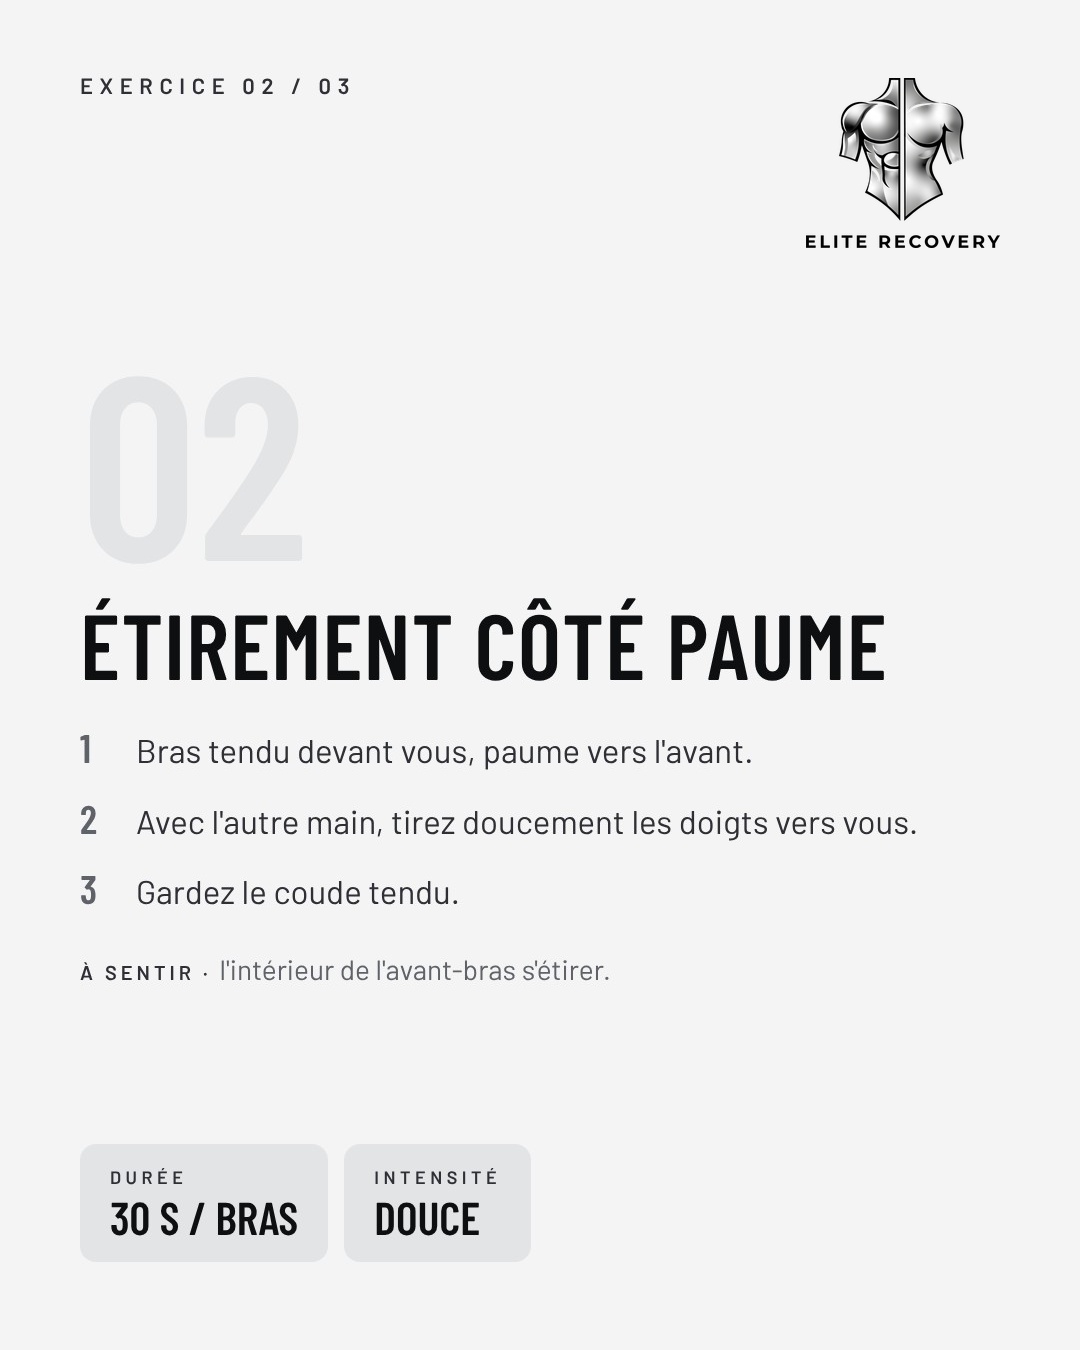 EXERCICE 02 / 03
ELITE RECOVERY
02
ÉTIREMENT CÔTÉ PAUME
1 Bras tendu devant vous, paume vers l'avant.
2 Avec l'autre main, tirez doucement les doigts vers vous.
3 Gardez le coude tendu.
À SENTIR · l'intérieur de l'avant-bras s'étirer.
DURÉE
30 S / BRAS
INTENSITÉ
DOUCE